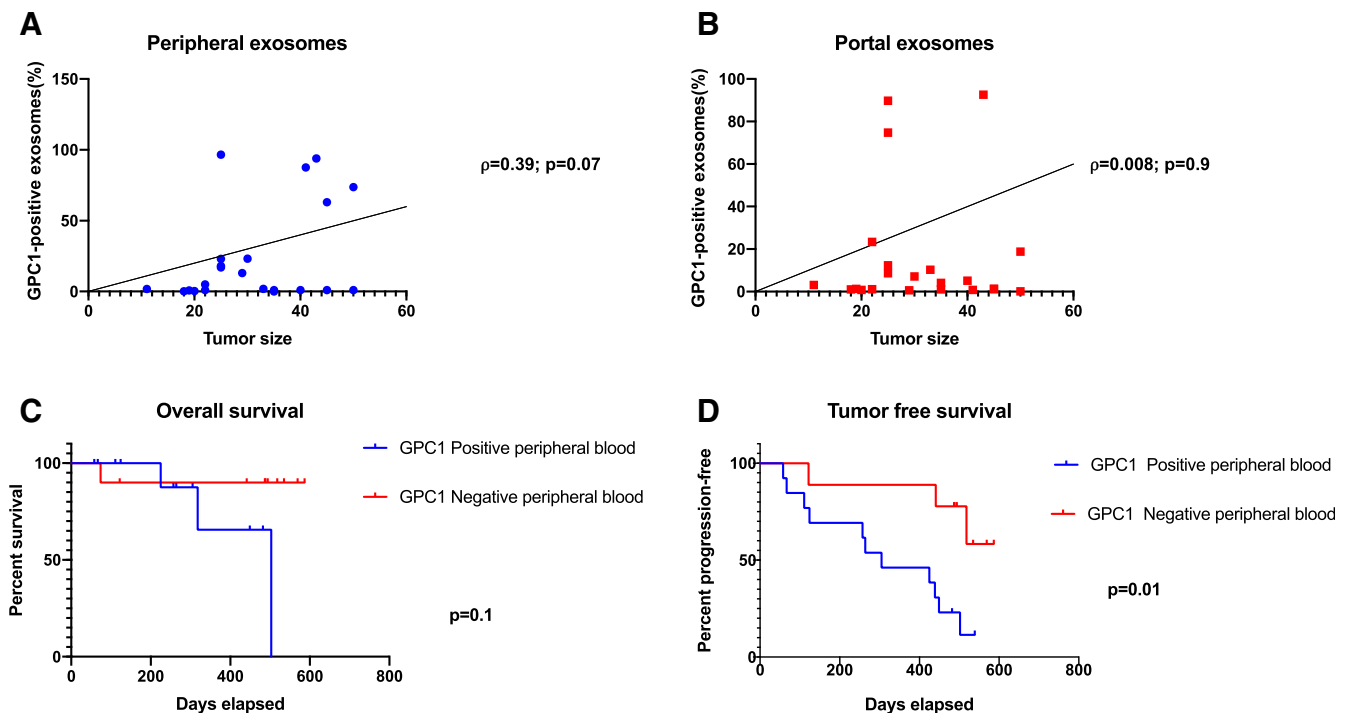 A
Peripheral exosomes
GPC1-positive exosomes(%)
150
100
50
0
0 20 40 60
Tumor size
ρ=0.39; p=0.07
B
Portal exosomes
GPC1-positive exosomes(%)
100
80
60
40
20
0
0 20 40 60
Tumor size
ρ=0.008; p=0.9
C
Overall survival
Percent survival
100
50
0
0 200 400 600 800
Days elapsed
GPC1 Positive peripheral blood
GPC1 Negative peripheral blood
p=0.1
D
Tumor free survival
Percent progression-free
100
50
0
0 200 400 600 800
Days elapsed
GPC1 Positive peripheral blood
GPC1 Negative peripheral blood
p=0.01